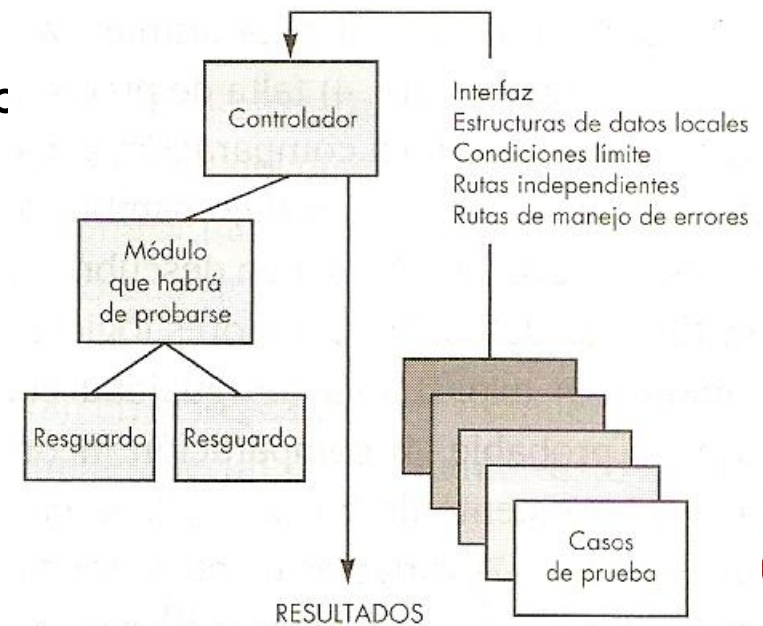 Controlador
Interfaz
Estructuras de datos locales
Condiciones límite
Rutas independientes
Rutas de manejo de errores
Módulo
que habrá
de probarse
Resguardo
Resguardo
Casos
de prueba
RESULTADOS